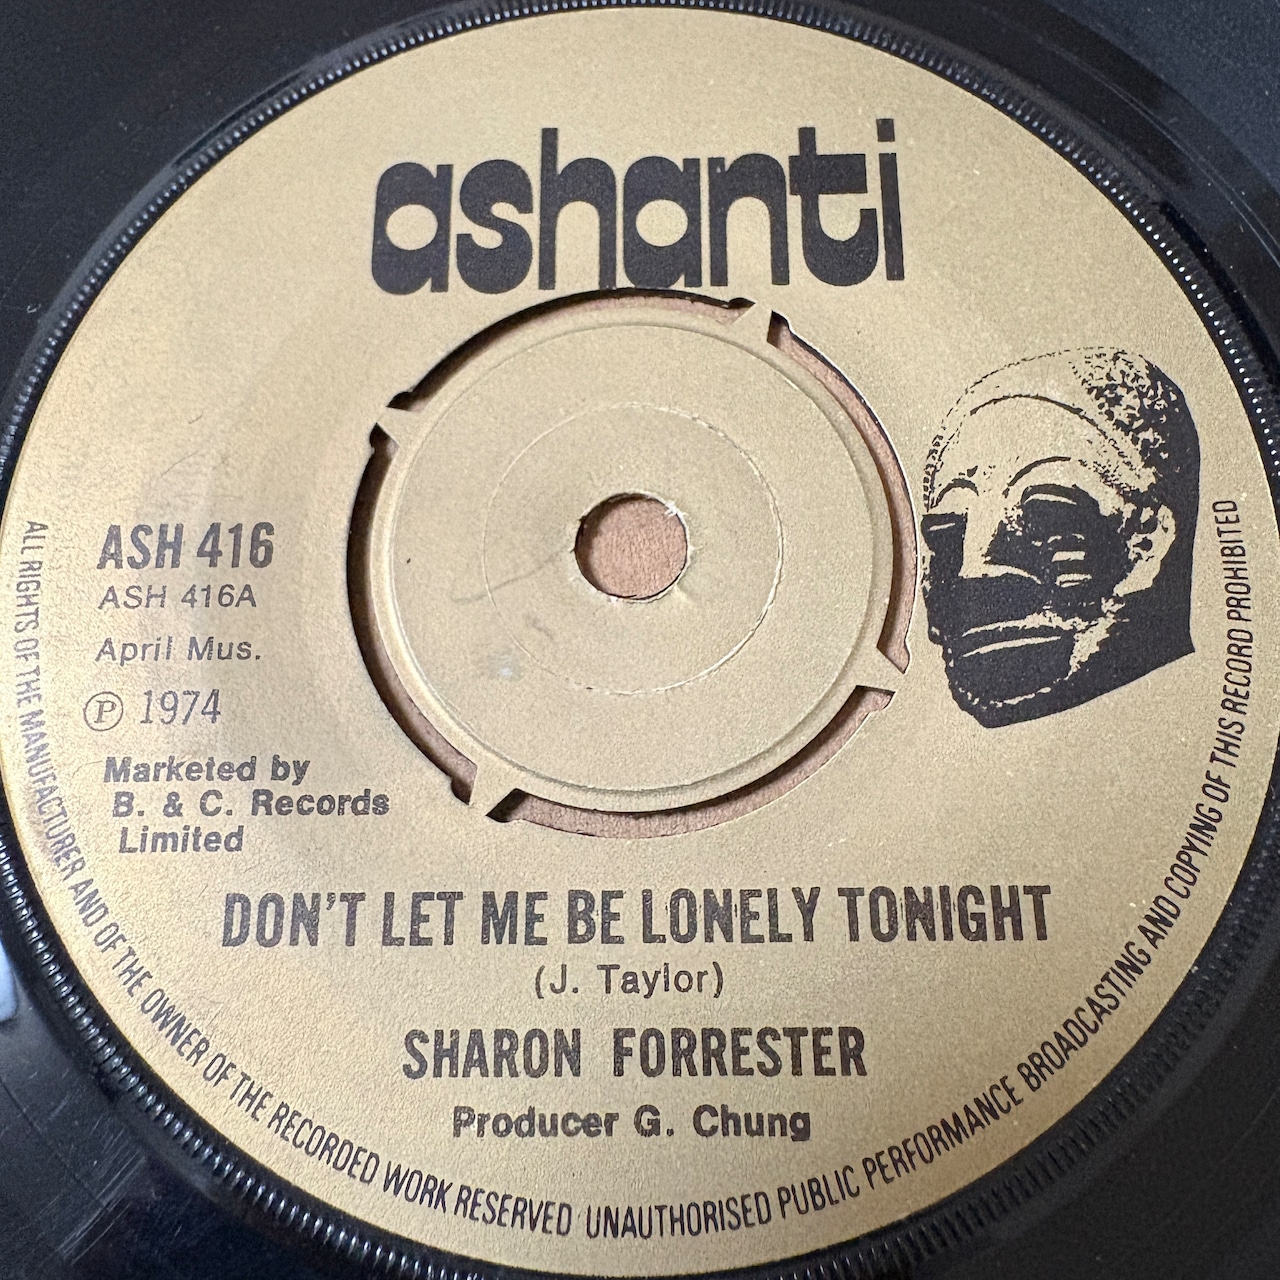 ashanti
ASH 416
ASH 416A
April Mus.
Ⓟ 1974
Marketed by
B. & C. Records
Limited
DON'T LET ME BE LONELY TONIGHT
(J. Taylor)
SHARON FORRESTER
Producer G. Chung
ALL RIGHTS OF THE MANUFACTURER AND OF THE OWNER OF THE RECORDED WORK RESERVED UNAUTHORISED PUBLIC PERFORMANCE BROADCASTING AND COPYING OF THIS RECORD PROHIBITED